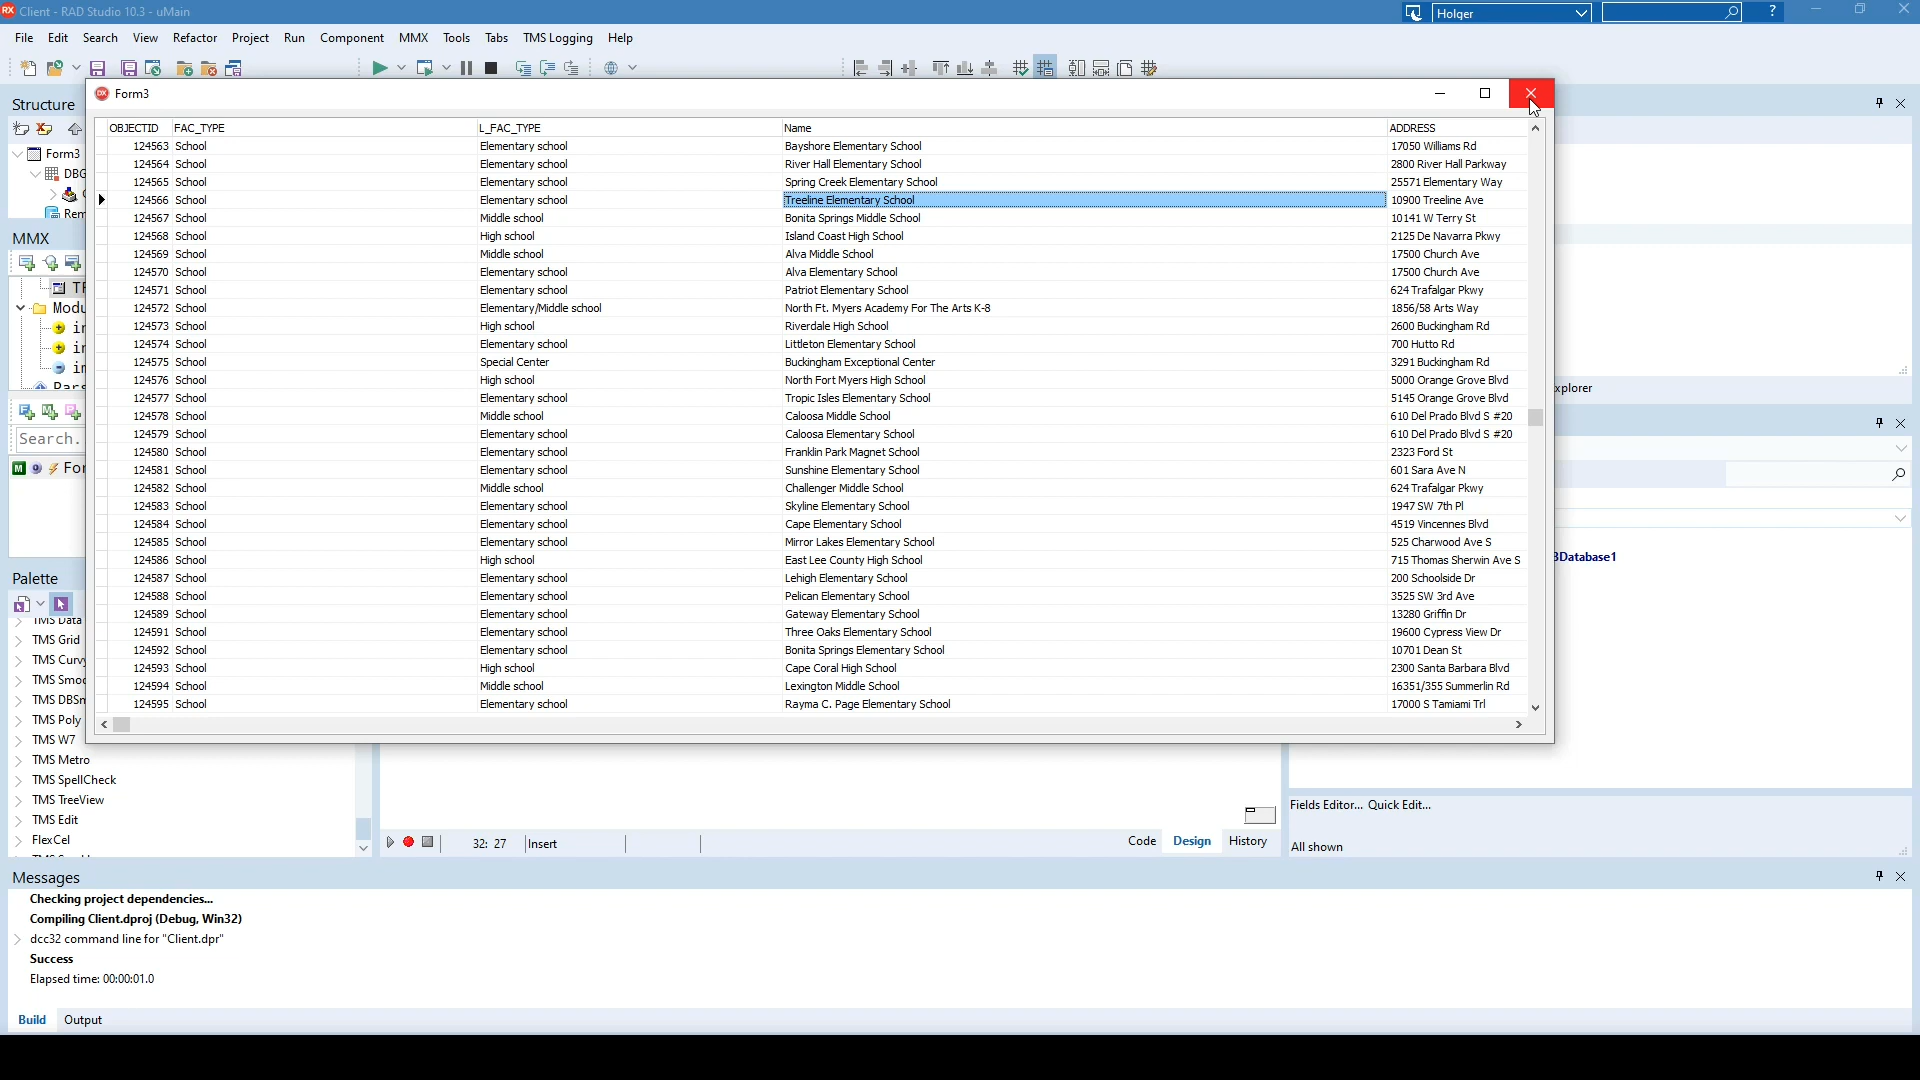 Client - RAD Studio 10.3 - uMain
Holger
?
File Edit Search View Refactor Project Run Component MMX Tools Tabs TMS Logging Help
Structure
Form3
DBG
Rem
MMX
Modu
Search.
For
Palette
TMS Data
TMS Grid
TMS Curvy
TMS Smoo
TMS DBSn
TMS Poly
TMS W7
TMS Metro
TMS SpellCheck
TMS TreeView
TMS Edit
FlexCel
Form3
OBJECTID FAC_TYPE L_FAC_TYPE Name ADDRESS
124563 School Elementary school Bayshore Elementary School 17050 Williams Rd
124564 School Elementary school River Hall Elementary School 2800 River Hall Parkway
124565 School Elementary school Spring Creek Elementary School 25571 Elementary Way
124566 School Elementary school Treeline Elementary School 10900 Treeline Ave
124567 School Middle school Bonita Springs Middle School 10141 W Terry St
124568 School High school Island Coast High School 2125 De Navarra Pkwy
124569 School Middle school Alva Middle School 17500 Church Ave
124570 School Elementary school Alva Elementary School 17500 Church Ave
124571 School Elementary school Patriot Elementary School 624 Trafalgar Pkwy
124572 School Elementary/Middle school North Ft. Myers Academy For The Arts K-8 1856/58 Arts Way
124573 School High school Riverdale High School 2600 Buckingham Rd
124574 School Elementary school Littleton Elementary School 700 Hutto Rd
124575 School Special Center Buckingham Exceptional Center 3291 Buckingham Rd
124576 School High school North Fort Myers High School 5000 Orange Grove Blvd
124577 School Elementary school Tropic Isles Elementary School 5145 Orange Grove Blvd
124578 School Middle school Caloosa Middle School 610 Del Prado Blvd S #20
124579 School Elementary school Caloosa Elementary School 610 Del Prado Blvd S #20
124580 School Elementary school Franklin Park Magnet School 2323 Ford St
124581 School Elementary school Sunshine Elementary School 601 Sara Ave N
124582 School Middle school Challenger Middle School 624 Trafalgar Pkwy
124583 School Elementary school Skyline Elementary School 1947 SW 7th Pl
124584 School Elementary school Cape Elementary School 4519 Vincennes Blvd
124585 School Elementary school Mirror Lakes Elementary School 525 Charwood Ave S
124586 School High school East Lee County High School 715 Thomas Sherwin Ave S
124587 School Elementary school Lehigh Elementary School 200 Schoolside Dr
124588 School Elementary school Pelican Elementary School 3525 SW 3rd Ave
124589 School Elementary school Gateway Elementary School 13280 Griffin Dr
124591 School Elementary school Three Oaks Elementary School 19600 Cypress View Dr
124592 School Elementary school Bonita Springs Elementary School 10701 Dean St
124593 School High school Cape Coral High School 2300 Santa Barbara Blvd
124594 School Middle school Lexington Middle School 16351/355 Summerlin Rd
124595 School Elementary school Rayma C. Page Elementary School 17000 S Tamiami Trl
xplorer
BDatabase1
Fields Editor... Quick Edit...
All shown
32: 27 Insert
Code Design History
Messages
Checking project dependencies...
Compiling Client.dproj (Debug, Win32)
dcc32 command line for "Client.dpr"
Success
Elapsed time: 00:00:01.0
Build Output